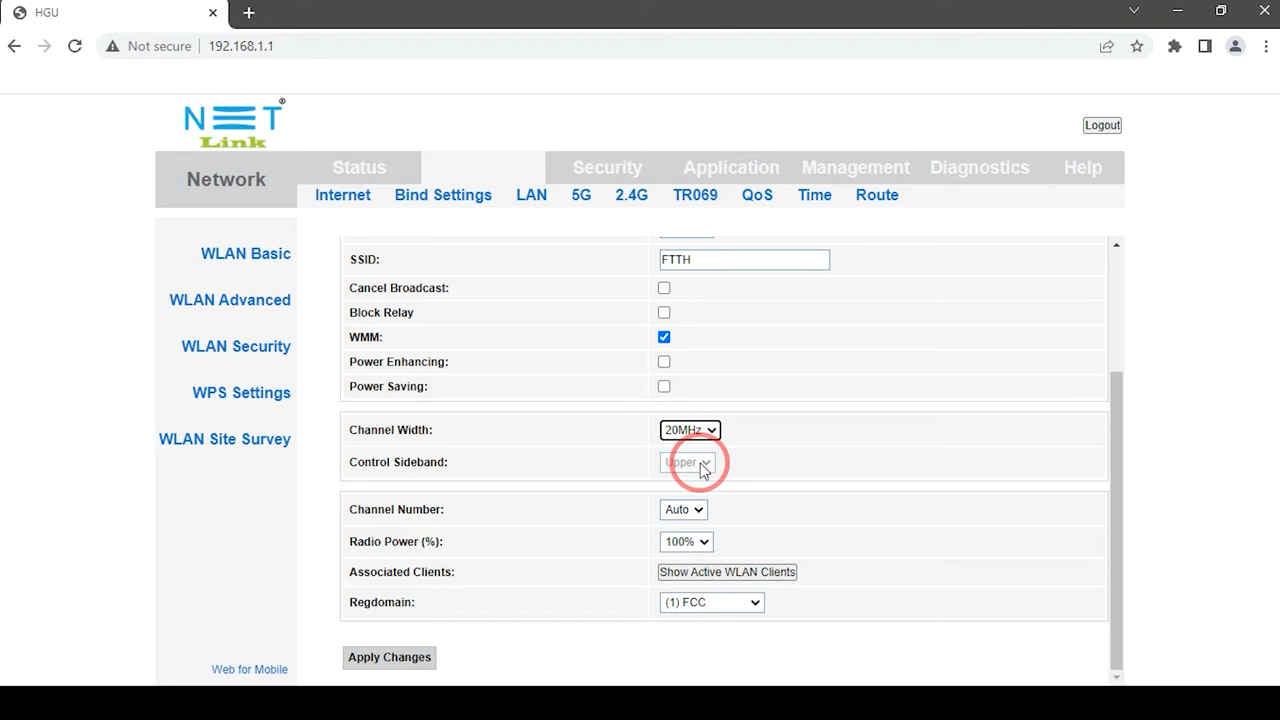 HGU
Not secure 192.168.1.1
NET
Link
®
Logout
Network
Status Security Application Management Diagnostics Help
Internet Bind Settings LAN 5G 2.4G TR069 QoS Time Route
WLAN Basic
WLAN Advanced
WLAN Security
WPS Settings
WLAN Site Survey
Web for Mobile
SSID: FTTH
Cancel Broadcast:
Block Relay
WMM:
Power Enhancing:
Power Saving:
Channel Width: 20MHz
Control Sideband: Upper
Channel Number: Auto
Radio Power (%): 100%
Associated Clients: Show Active WLAN Clients
Regdomain: (1) FCC
Apply Changes